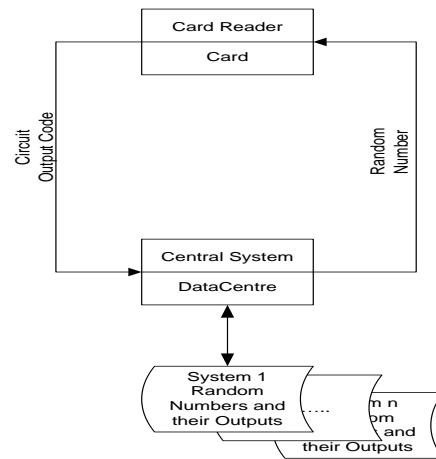 Card Reader
Card
Circuit
Output Code
Random
Number
Central System
DataCentre
System 1
Random
Numbers and
their Outputs
.....
m n
om
and
their Outputs